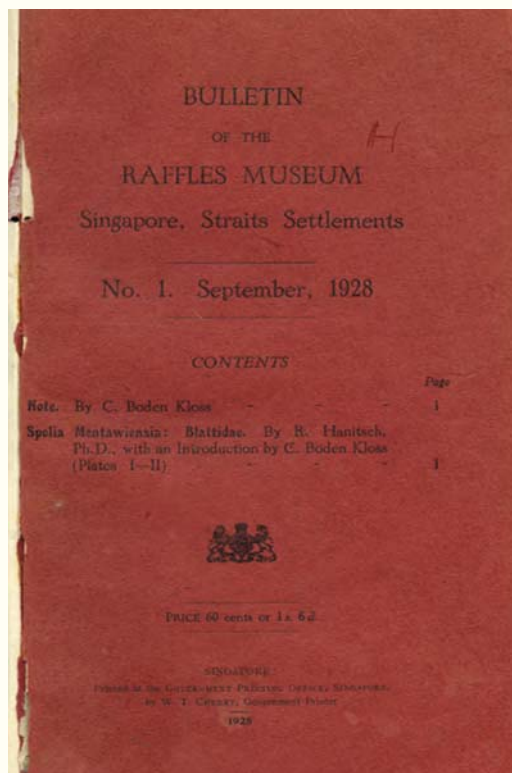 BULLETIN
OF THE
RAFFLES MUSEUM
Singapore, Straits Settlements
No. 1. September, 1928
CONTENTS
Page
Note. By C. Boden Kloss - - - - i
Spolia Mentawiensia: Blattidae. By R. Hanitsch,
Ph.D., with an Introduction by C. Boden Kloss
(Plates I—II) - - - - 1
PRICE 60 cents or 1s. 6d.
SINGAPORE:
Printed at the GOVERNMENT PRINTING OFFICE, SINGAPORE,
by W. T. CHERRY, Government Printer
1928